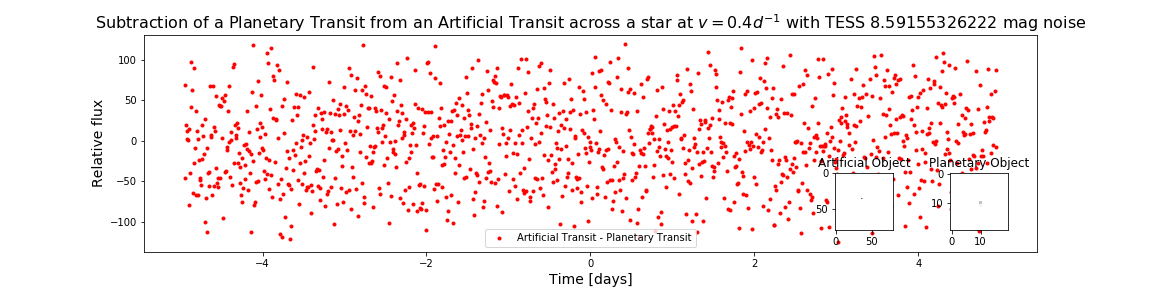 Subtraction of a Planetary Transit from an Artificial Transit across a star at v = 0.4d⁻¹ with TESS 8.59155326222 mag noise
Relative flux
100
50
0
−50
−100
Artificial Object
0
50
0 50
Planetary Object
0
10
0 10
Artificial Transit - Planetary Transit
−4 −2 0 2 4
Time [days]